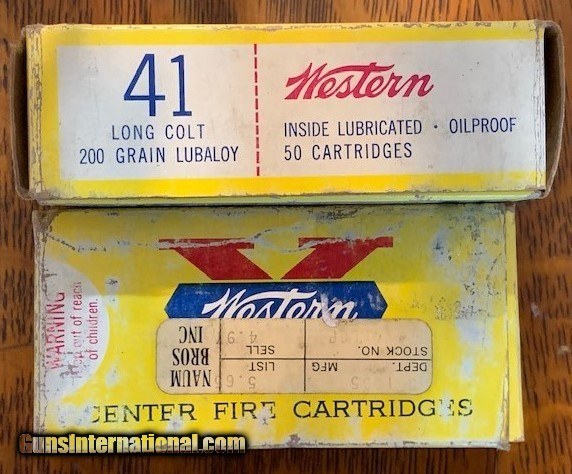 41
LONG COLT
200 GRAIN LUBALOY
Western
INSIDE LUBRICATED · OILPROOF
50 CARTRIDGES
Western
WARNING
out of reach
of children.
NAUM
BROS
INC
DEPT.
MFG
STOCK NO.
LIST
SELL
CENTER FIRE CARTRIDGES
GunsInternational.com